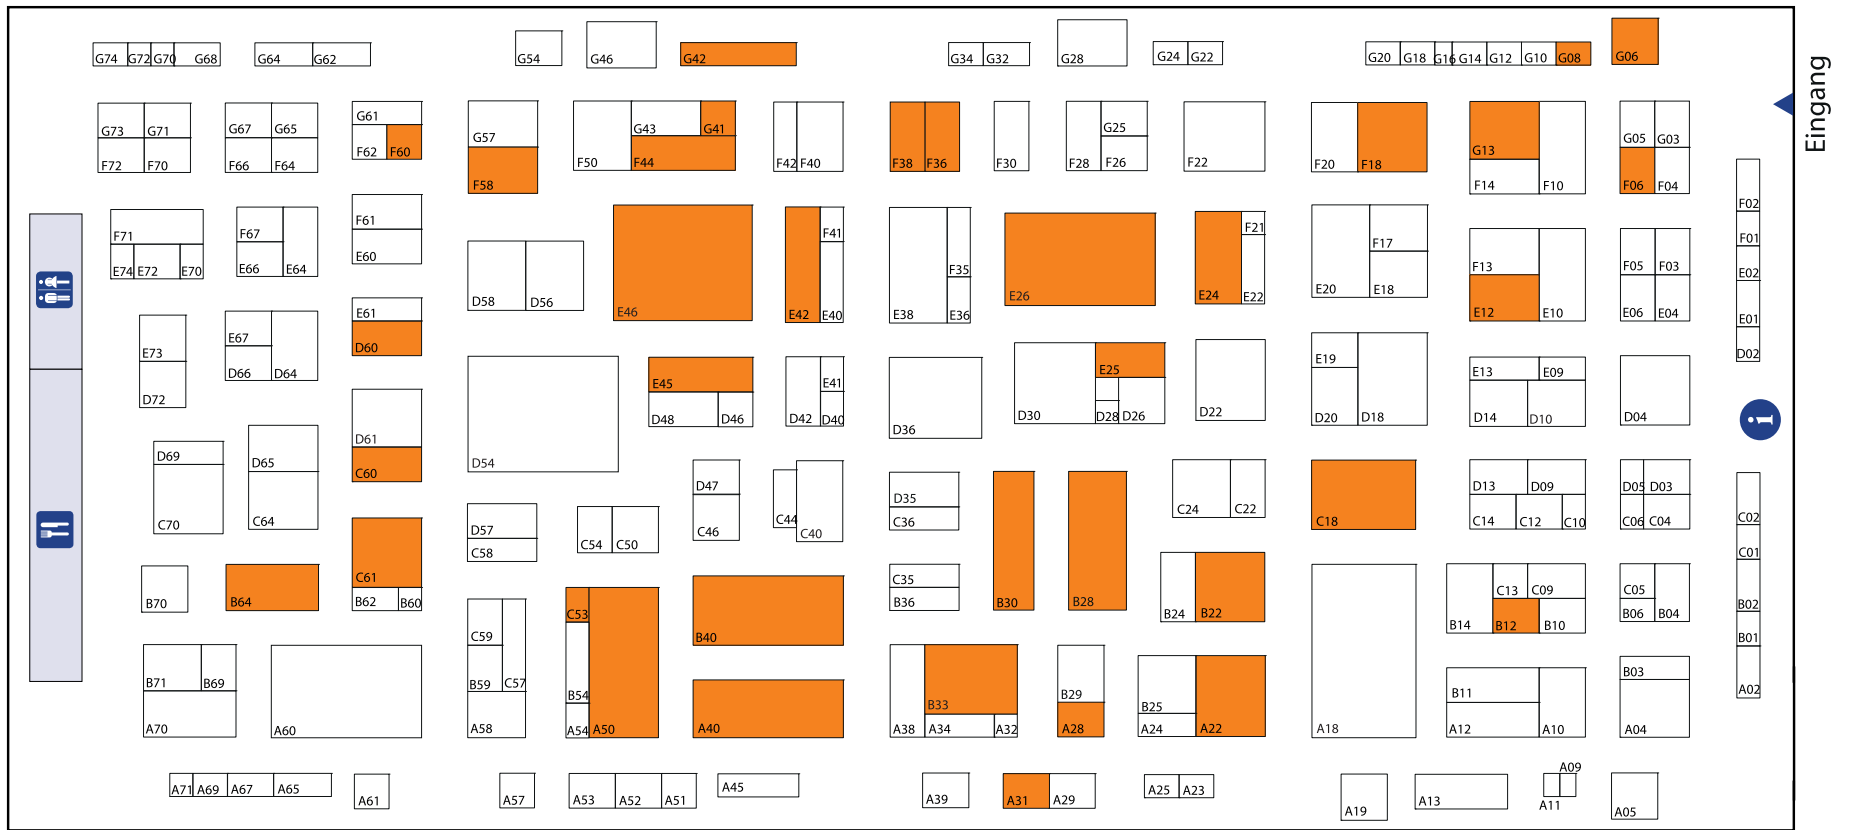 G74 G72 G70 G68 G64 G62 G54 G46 G42 G34 G32 G28 G24 G22 G20 G18 G16 G14 G12 G10 G08 G06
Eingang
G73 G71 G67 G65 G61 G57 G43 G41 G25 G13 G05 G03
F72 F70 F66 F64 F62 F60 F58 F50 F44 F42 F40 F38 F36 F30 F28 F26 F22 F20 F18 F14 F10 F06 F04
F02
F71 F67 F61 F41 F35 F21 F17 F13 F05 F03 F01
E74 E72 E70 E66 E64 E60 D58 D56 E46 E42 E40 E38 E36 E26 E24 E22 E20 E18 E12 E10 E06 E04 E02
E01
E73 E67 E61 E45 E41 E25 E19 E13 E09
D02
D72 D66 D64 D60 D54 D48 D46 D42 D40 D36 D30 D28 D26 D22 D20 D18 D14 D10 D04
i
D69 D65 D61 D57 D47 D35 D13 D09 D05 D03
C70 C64 C60 C58 C54 C50 C46 C44 C40 C36 C24 C22 C18 C14 C12 C10 C06 C04 C02
C01
C61 C59 C57 C53 C35 C13 C09 C05
B70 B64 B62 B60 B40 B36 B30 B28 B24 B22 B14 B12 B10 B06 B04 B02
B01
B71 B69 B59 B54 B33 B29 B25 B11 B03
A70 A60 A58 A54 A50 A40 A38 A34 A32 A28 A24 A22 A18 A12 A10 A04 A02
A71 A69 A67 A65 A61 A57 A53 A52 A51 A45 A39 A31 A29 A25 A23 A19 A13 A11 A09 A05